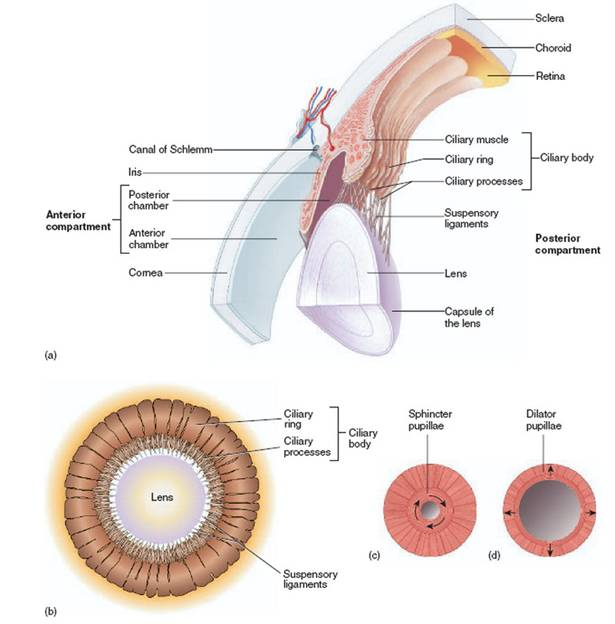 Sclera
Choroid
Retina
Canal of Schlemm
Iris
Ciliary muscle
Ciliary ring
Ciliary processes
Ciliary body
Posterior
chamber
Anterior
compartment
Anterior
chamber
Cornea
Suspensory
ligaments
Posterior
compartment
Lens
Capsule of
the lens
(a)
Ciliary
ring
Ciliary
processes
Ciliary
body
Lens
Suspensory
ligaments
(b)
Sphincter
pupillae
Dilator
pupillae
(c)
(d)